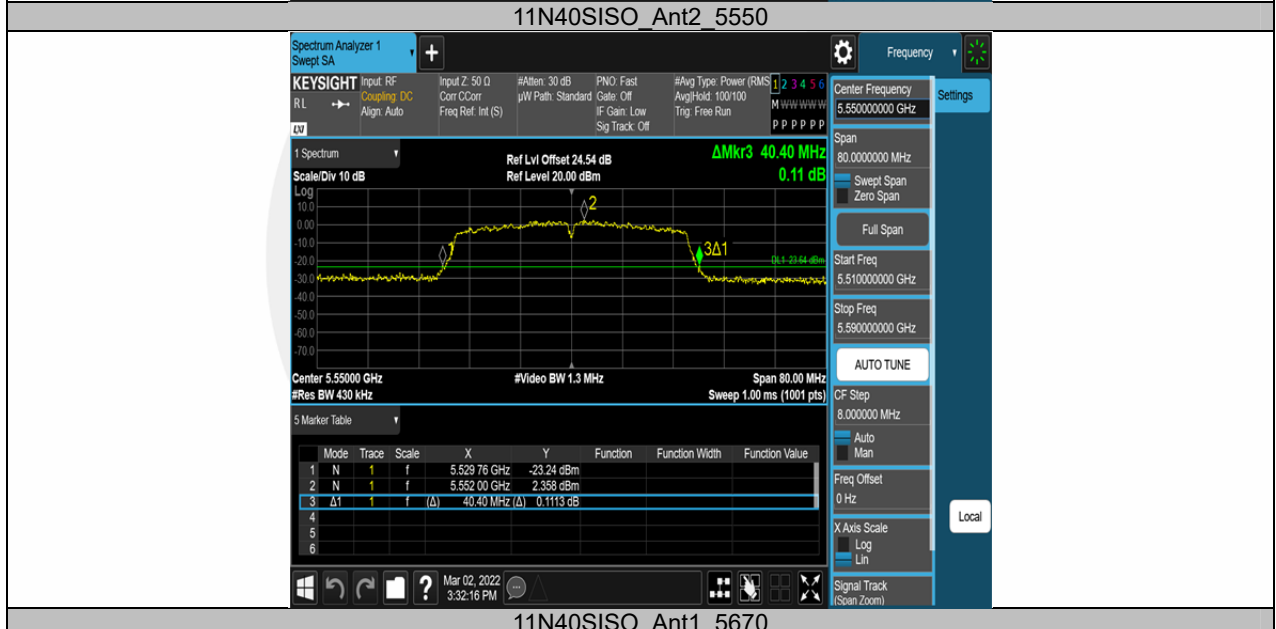 11N40SISO_Ant2_5550
Spectrum Analyzer 1
Swept SA
+
Frequency
KEYSIGHT
RL
LXI
Input: RF
Coupling: DC
Align: Auto
Input Z: 50 Ω
Corr CCorr
Freq Ref: Int (S)
#Atten: 30 dB
µW Path: Standard
PNO: Fast
Gate: Off
IF Gain: Low
Sig Track: Off
#Avg Type: Power (RMS
Avg|Hold: 100/100
Trig: Free Run
1 2 3 4 5 6
M W W W W W
P P P P P P
Center Frequency
5.550000000 GHz
Settings
Span
80.0000000 MHz
Swept Span
Zero Span
Full Span
Start Freq
5.510000000 GHz
Stop Freq
5.590000000 GHz
AUTO TUNE
CF Step
8.000000 MHz
Auto
Man
Freq Offset
0 Hz
X Axis Scale
Log
Lin
Signal Track
(Span Zoom)
Local
1 Spectrum
Scale/Div 10 dB
Ref Lvl Offset 24.54 dB
Ref Level 20.00 dBm
ΔMkr3 40.40 MHz
0.11 dB
Log
10.0
0.00
-10.0
-20.0
-30.0
-40.0
-50.0
-60.0
-70.0
1
2
3Δ1
DL1 -23.64 dBm
Center 5.55000 GHz
#Video BW 1.3 MHz
Span 80.00 MHz
#Res BW 430 kHz
Sweep 1.00 ms (1001 pts)
5 Marker Table
Mode Trace Scale X Y Function Function Width Function Value
1 N 1 f 5.529 76 GHz -23.24 dBm
2 N 1 f 5.552 00 GHz 2.358 dBm
3 Δ1 1 f (Δ) 40.40 MHz (Δ) 0.1113 dB
4
5
6
?
Mar 02, 2022
3:32:16 PM
11N40SISO_Ant1_5670